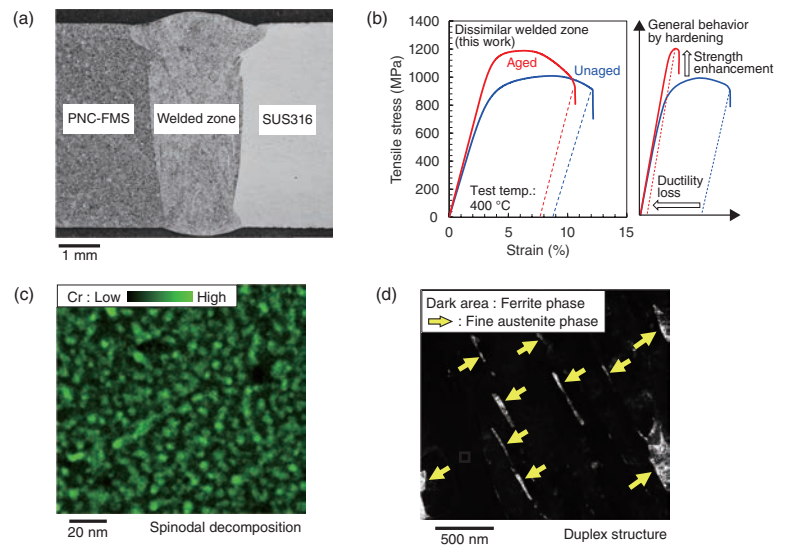 (a)
PNC-FMS
Welded zone
SUS316
1 mm
(b)
Tensile stress (MPa)
1400
1200
1000
800
600
400
200
0
Dissimilar welded zone
(this work)
Aged
Unaged
Test temp.:
400 °C
0
5
10
15
Strain (%)
General behavior
by hardening
Strength
enhancement
Ductility
loss
(c)
Cr : Low
High
20 nm
Spinodal decomposition
(d)
Dark area : Ferrite phase
: Fine austenite phase
500 nm
Duplex structure